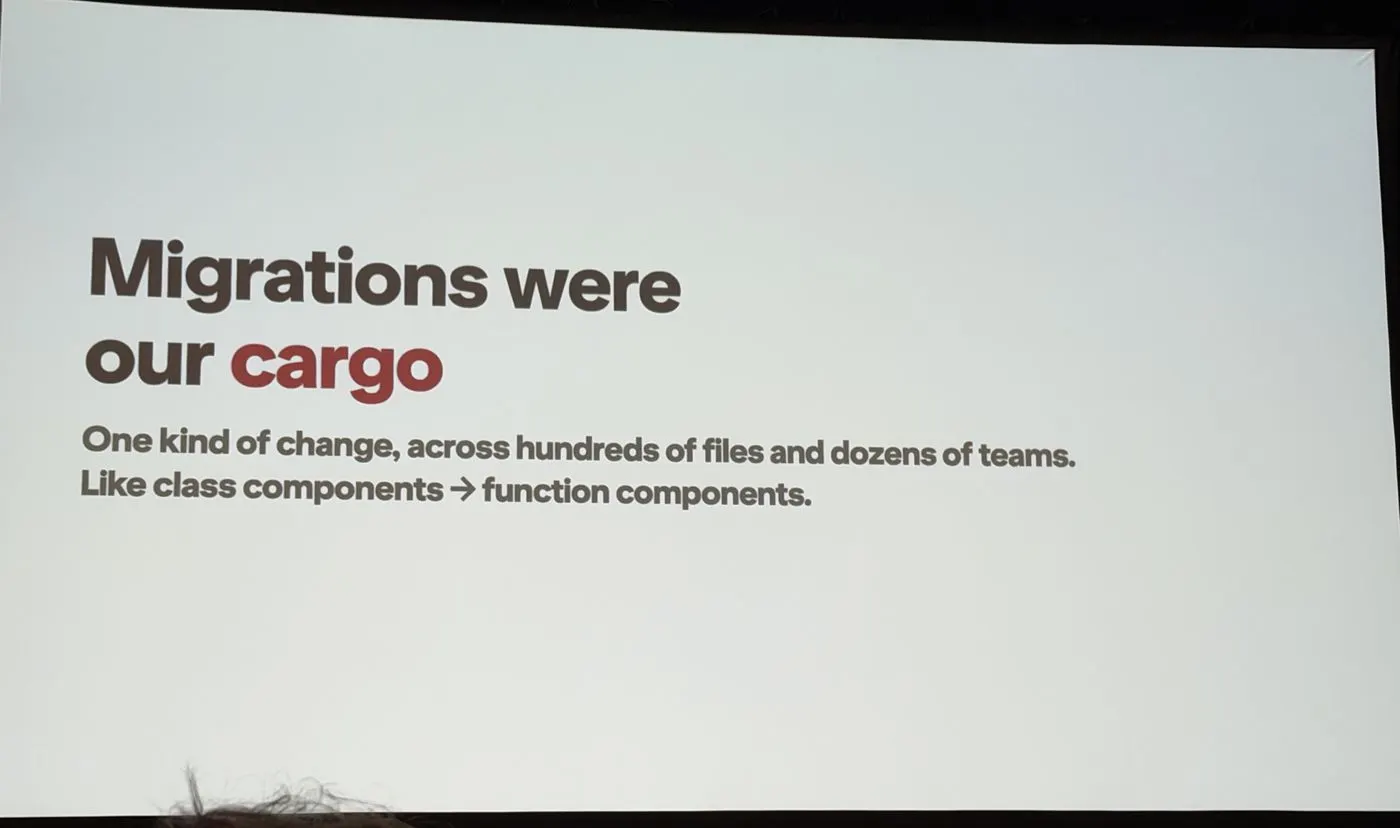 Migrations were
our cargo
One kind of change, across hundreds of files and dozens of teams.
Like class components → function components.